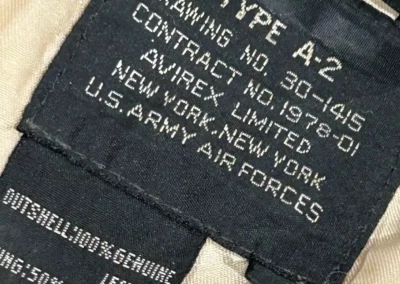 TYPE A-2
DRAWING NO. 30-1415
CONTRACT NO. 1978-01
AVIREX LIMITED
NEW YORK, NEW YORK
U.S. ARMY AIR FORCES
OUTSHELL:100% GENUINE